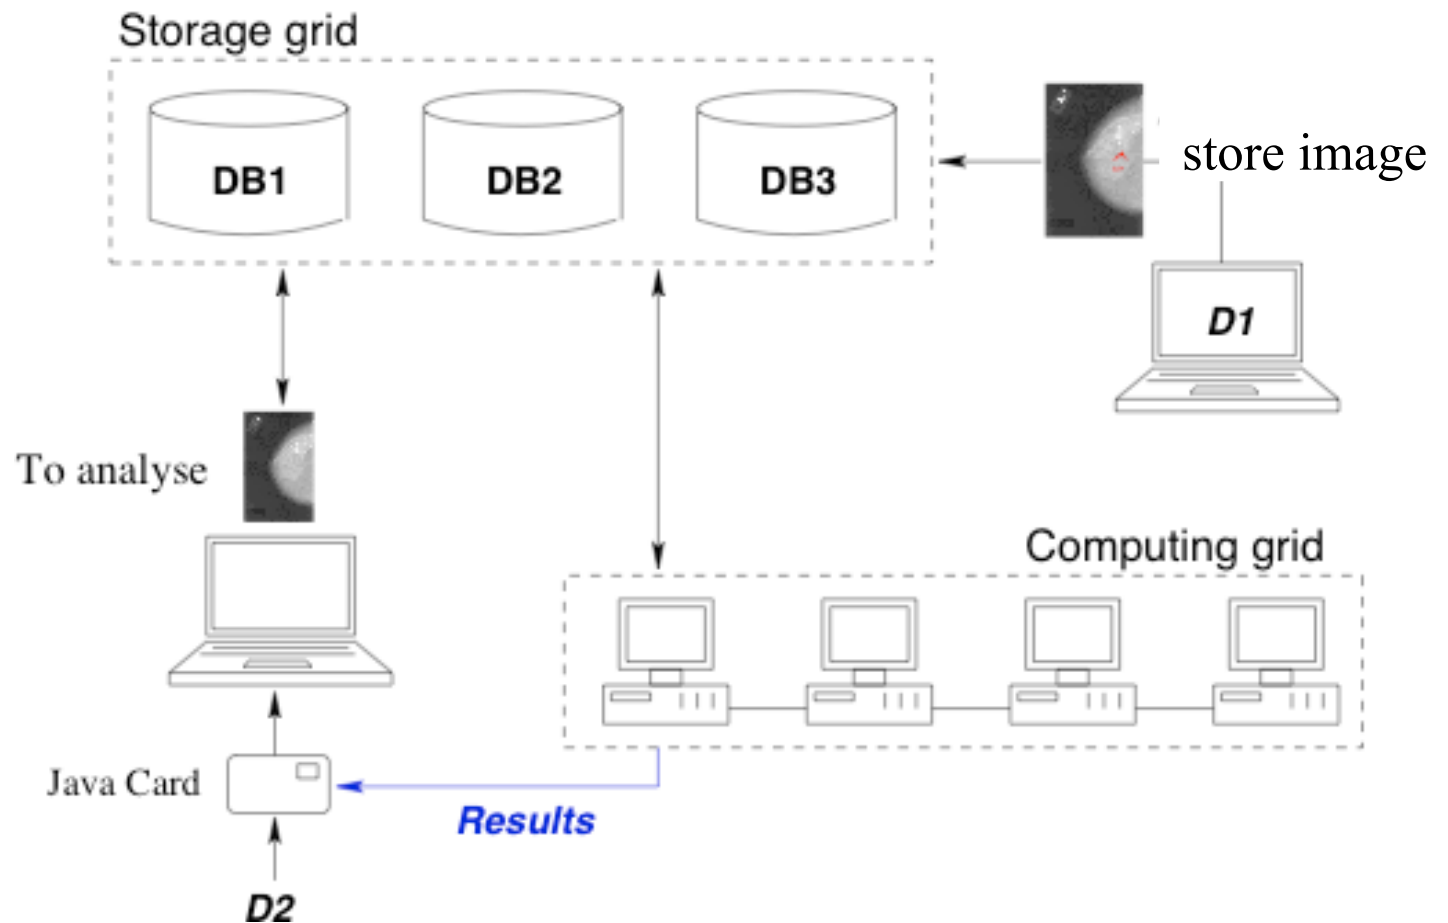 Storage grid
DB1
DB2
DB3
store image
D1
To analyse
Computing grid
Java Card
Results
D2